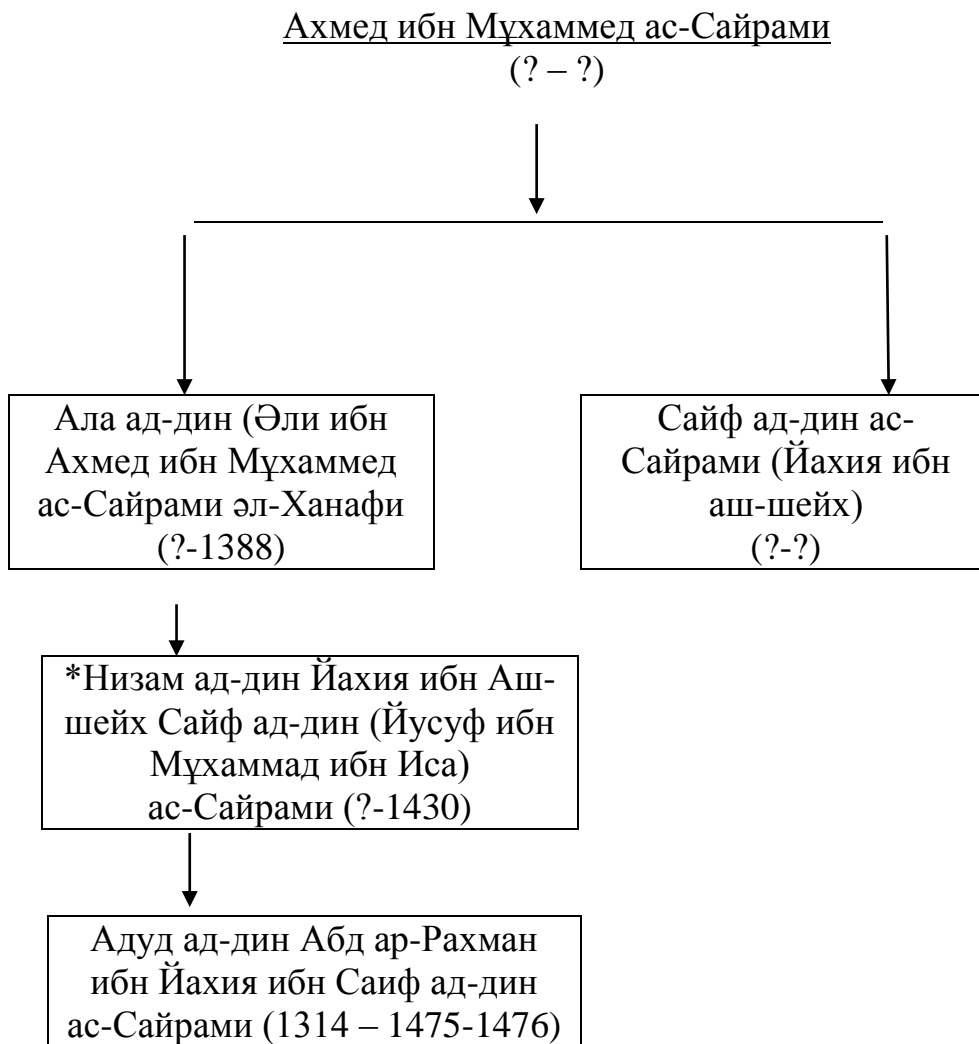 Ахмед ибн Мұхаммед ас-Сайрами
(? – ?)
Ала ад-дин (Әли ибн
Ахмед ибн Мұхаммед
ас-Сайрами әл-Ханафи
(?-1388)
Сайф ад-дин ас-
Сайрами (Йахия ибн
аш-шейх)
(?-?)
*Низам ад-дин Йахия ибн Аш-
шейх Сайф ад-дин (Йусуф ибн
Мұхаммад ибн Иса)
ас-Сайрами (?-1430)
Адуд ад-дин Абд ар-Рахман
ибн Йахия ибн Саиф ад-дин
ас-Сайрами (1314 – 1475-1476)